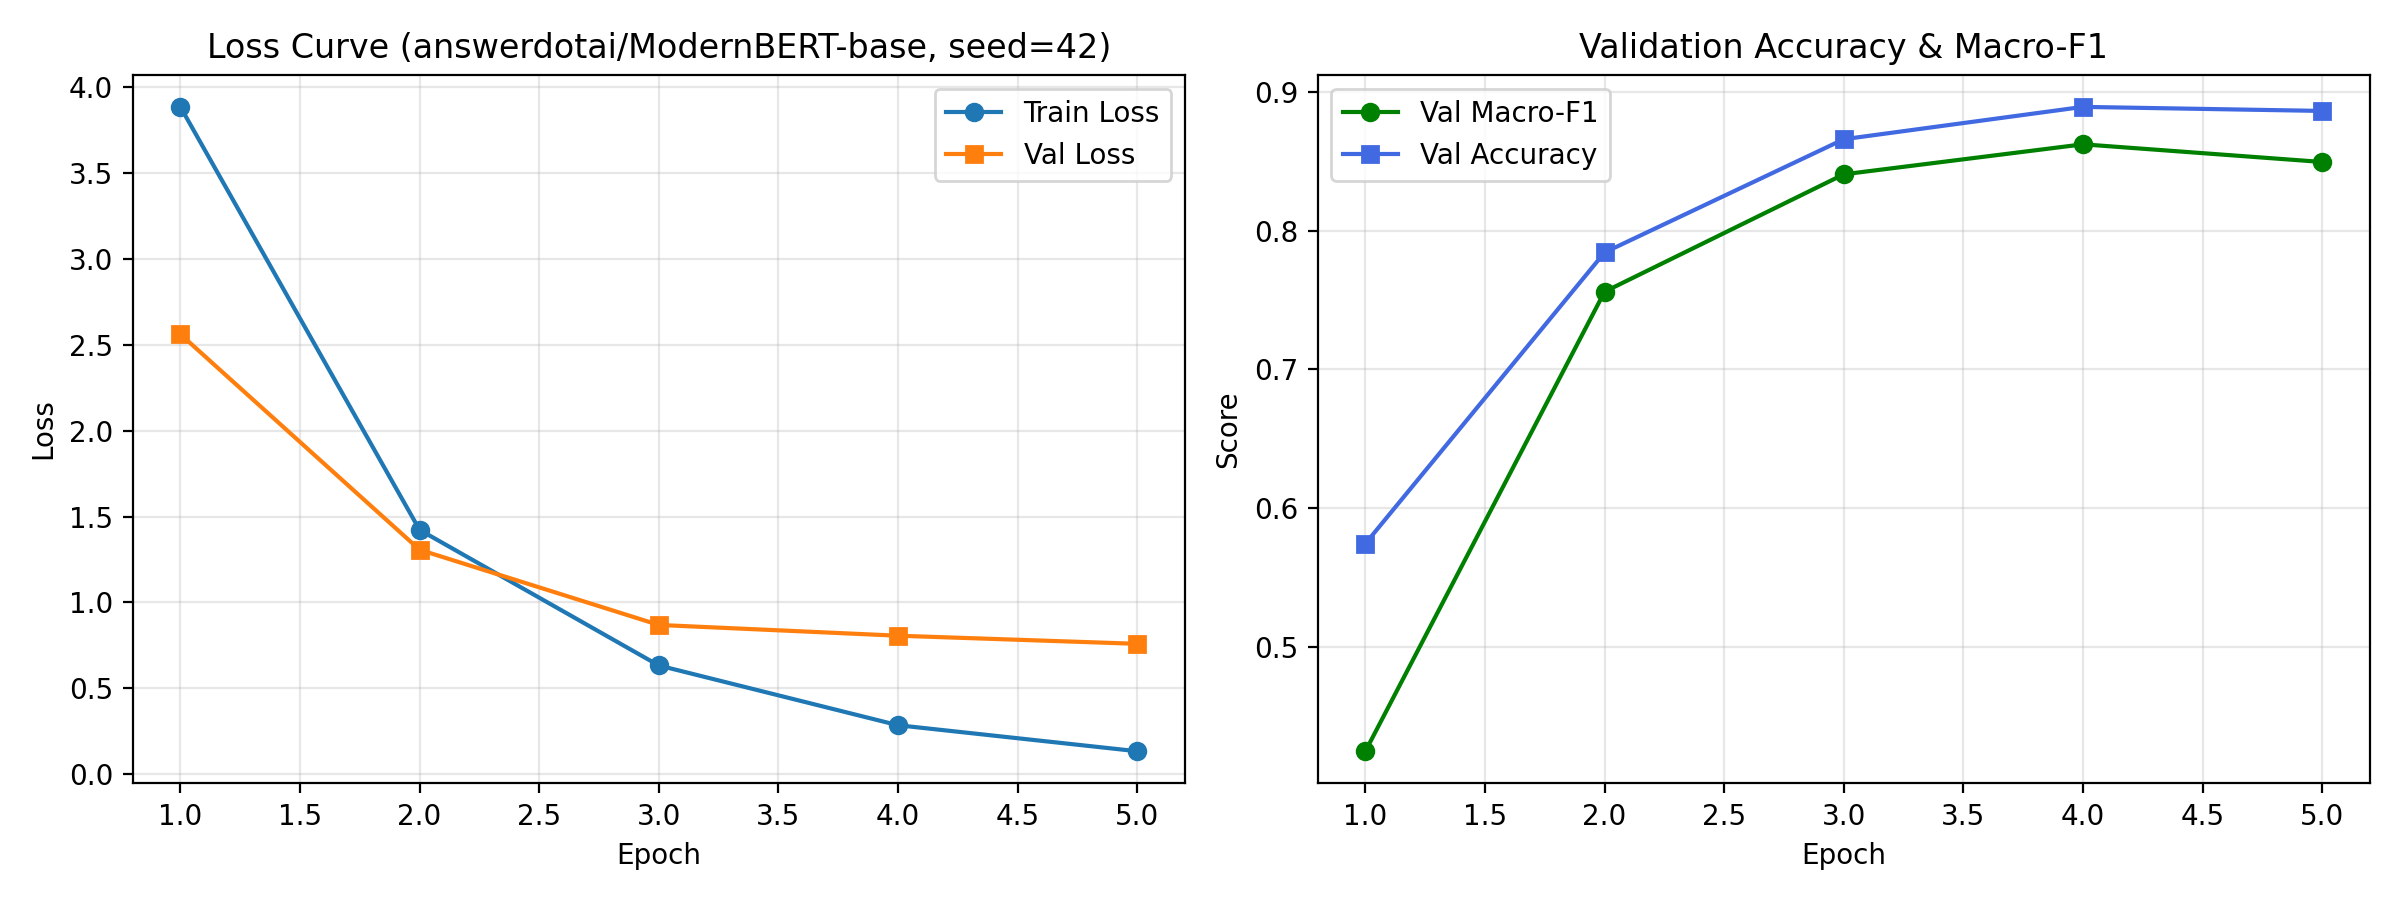 Loss Curve (answerdotai/ModernBERT-base, seed=42)
Train Loss
Val Loss
4.0
3.5
3.0
2.5
2.0
1.5
1.0
0.5
0.0
Loss
1.0 1.5 2.0 2.5 3.0 3.5 4.0 4.5 5.0
Epoch
Validation Accuracy & Macro-F1
Val Macro-F1
Val Accuracy
0.9
0.8
0.7
0.6
0.5
Score
1.0 1.5 2.0 2.5 3.0 3.5 4.0 4.5 5.0
Epoch